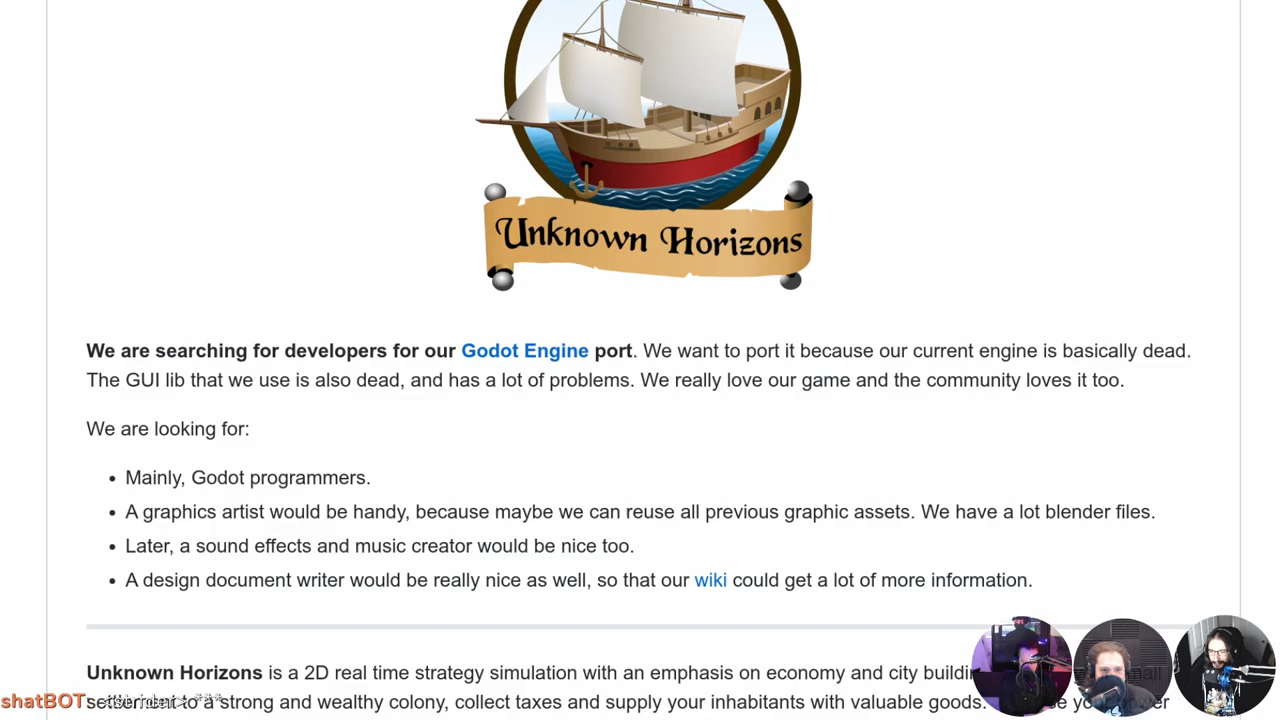 Unknown Horizons
We are searching for developers for our Godot Engine port. We want to port it because our current engine is basically dead.
The GUI lib that we use is also dead, and has a lot of problems. We really love our game and the community loves it too.
We are looking for:
• Mainly, Godot programmers.
• A graphics artist would be handy, because maybe we can reuse all previous graphic assets. We have a lot blender files.
• Later, a sound effects and music creator would be nice too.
• A design document writer would be really nice as well, so that our wiki could get a lot of more information.
Unknown Horizons is a 2D real time strategy simulation with an emphasis on economy and city
shatBOT to a strong and wealthy colony, collect taxes and supply your inhabitants with valuable goods.